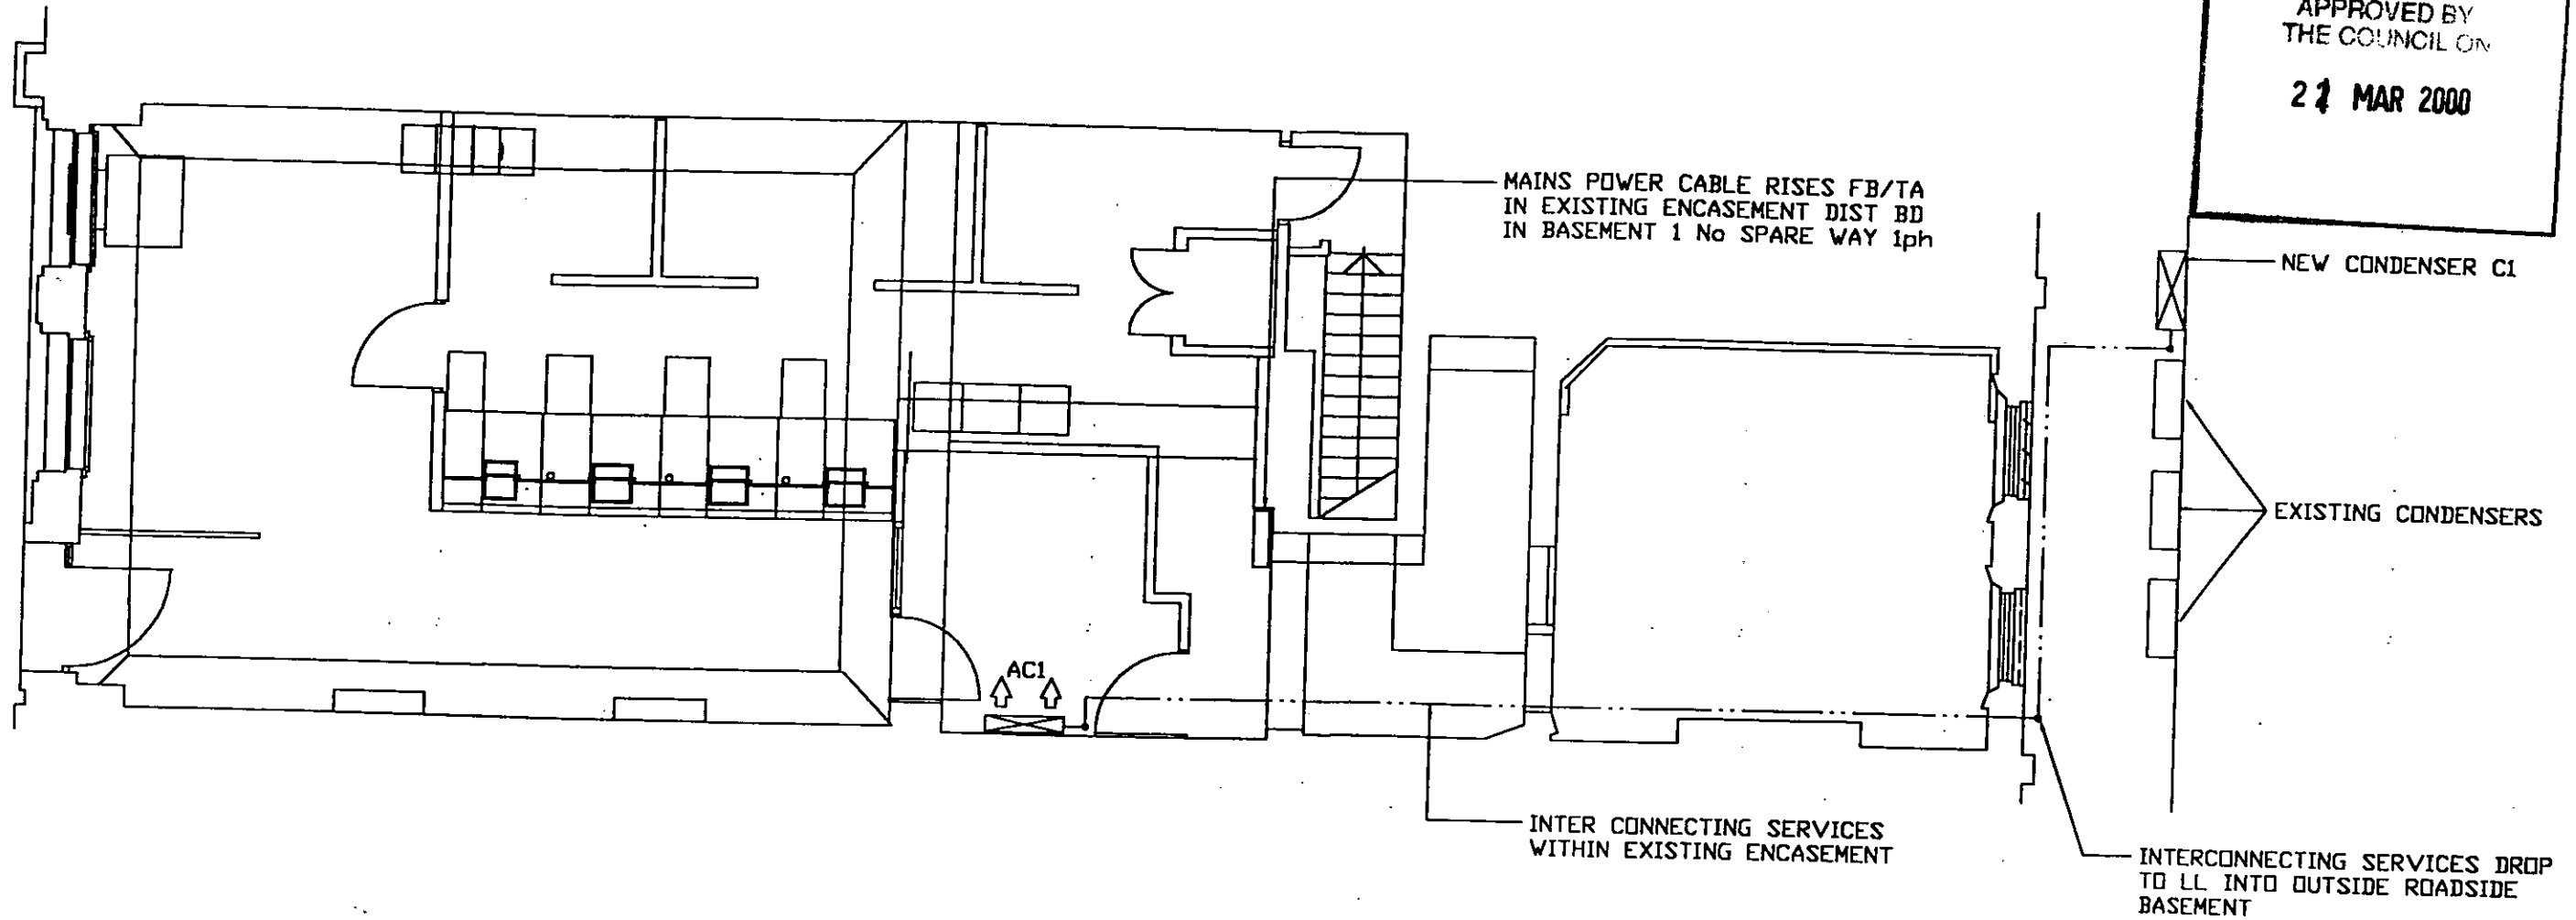 APPROVED BY
THE COUNCIL ON
MAR 2000
MAINS POWER CABLE RISES FB/TA
IN EXISTING ENCASEMENT DIST BD
IN BASEMENT 1 No SPARE WAY 1ph
NEW CONDENSER C1
EXISTING CONDENSERS
AC1
INTER CONNECTING SERVICES
WITHIN EXISTING ENCASEMENT
INTERCONNECTING SERVICES DROP
TO LL INTO OUTSIDE ROADSIDE
BASEMENT